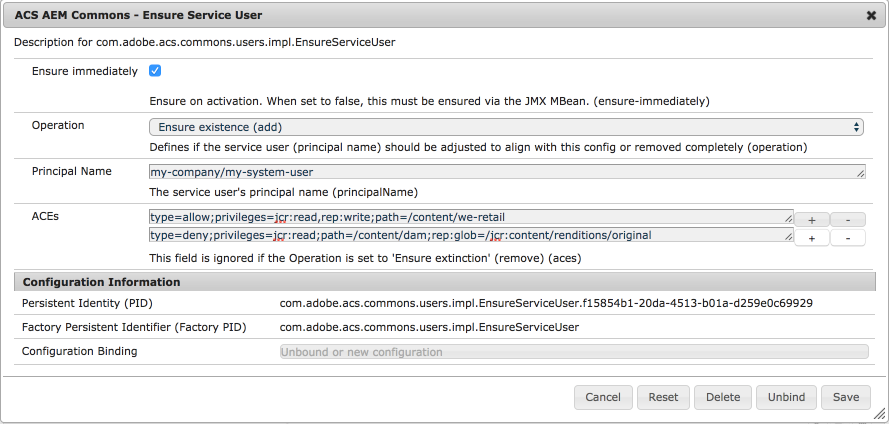 ACS AEM Commons - Ensure Service User
Description for com.adobe.acs.commons.users.impl.EnsureServiceUser
Ensure immediately
Ensure on activation. When set to false, this must be ensured via the JMX MBean. (ensure-immediately)
Operation
Ensure existence (add)
Defines if the service user (principal name) should be adjusted to align with this config or removed completely (operation)
Principal Name
my-company/my-system-user
The service user's principal name (principalName)
ACEs
type=allow;privileges=jcr:read,rep:write;path=/content/we-retail
+ -
type=deny;privileges=jcr:read;path=/content/dam;rep:glob=/jcr:content/renditions/original
+ -
This field is ignored if the Operation is set to 'Ensure extinction' (remove) (aces)
Configuration Information
Persistent Identity (PID) com.adobe.acs.commons.users.impl.EnsureServiceUser.f15854b1-20da-4513-b01a-d259e0c69929
Factory Persistent Identifier (Factory PID) com.adobe.acs.commons.users.impl.EnsureServiceUser
Configuration Binding Unbound or new configuration
Cancel Reset Delete Unbind Save